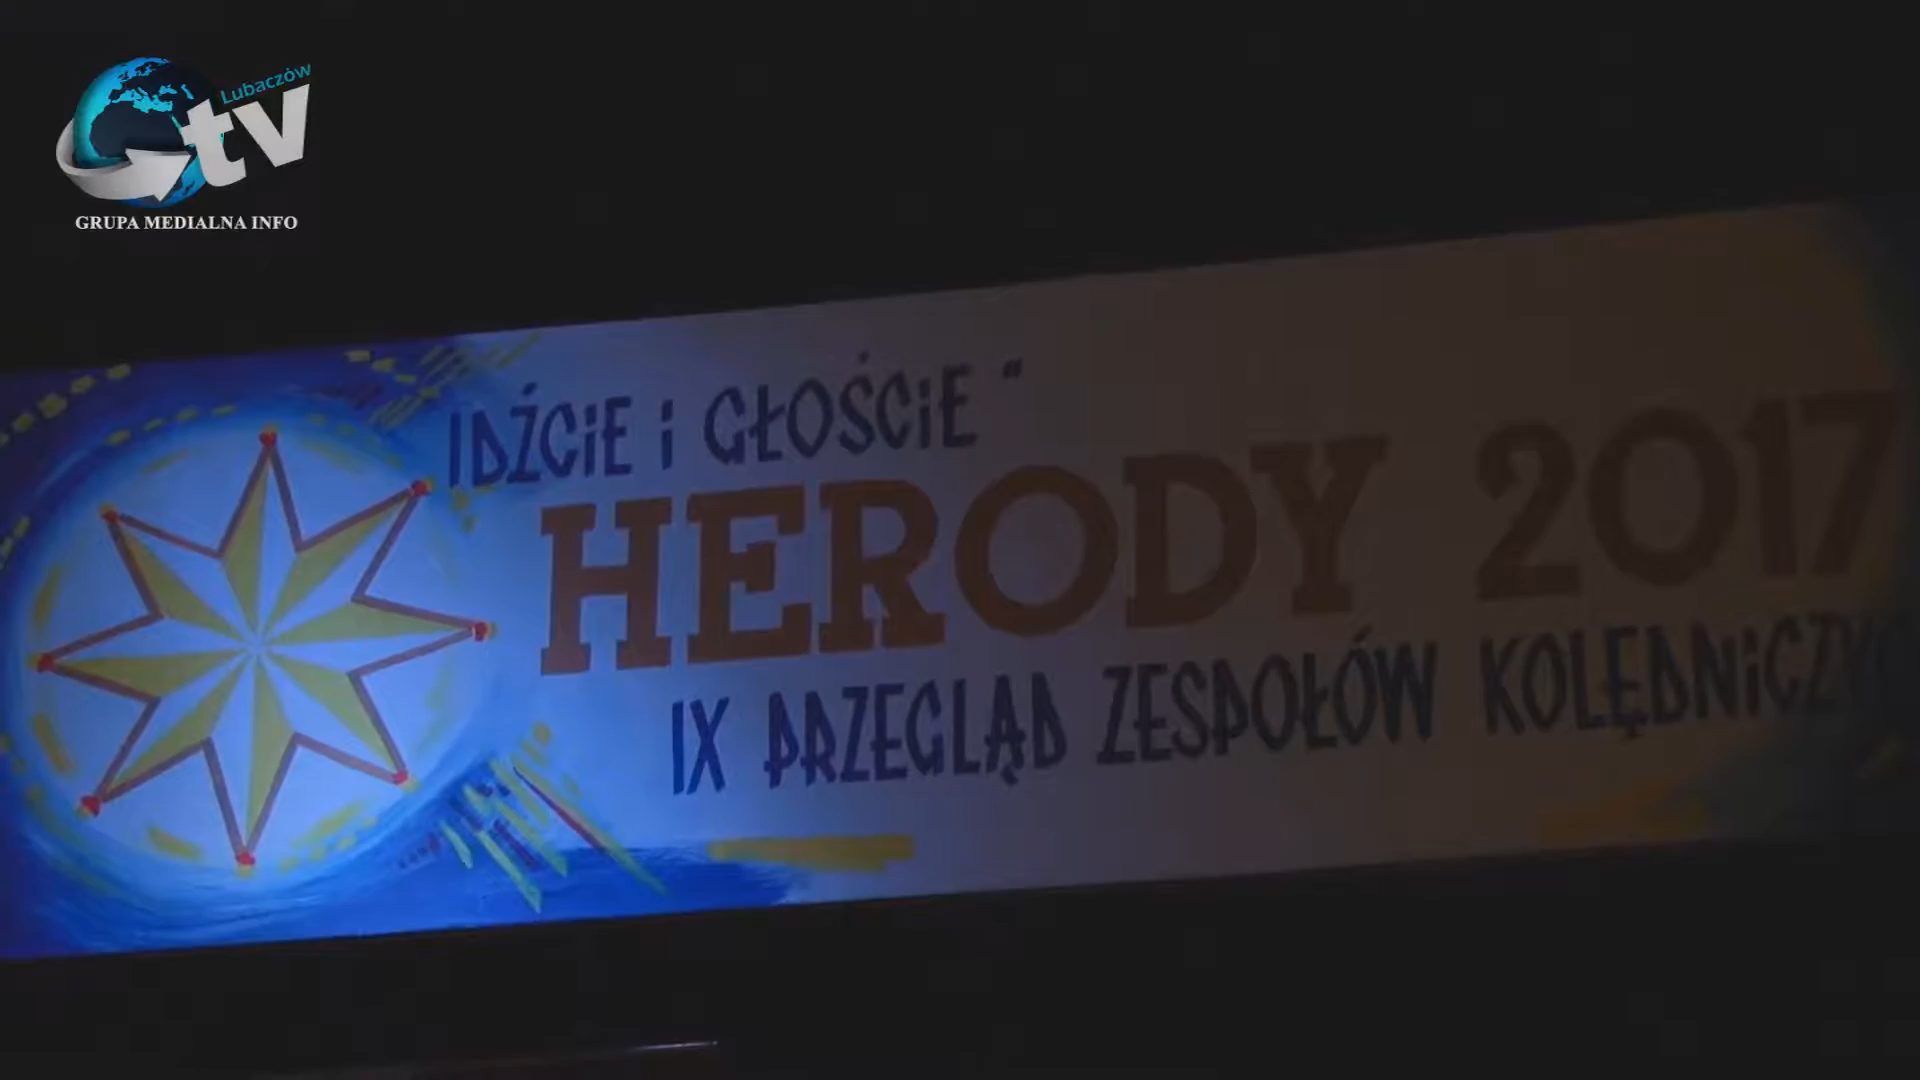 Lubaczów
tv
GRUPA MEDIALNA INFO
IDŹCIE I GŁOŚCIE “
HERODY 2017
IX PRZEGLĄD ZESPOŁÓW